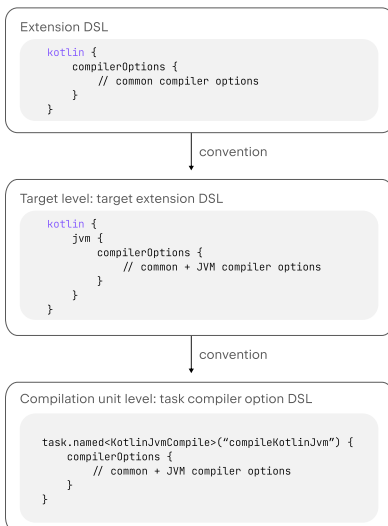 Extension DSL
kotlin {
    compilerOptions {
        // common compiler options
    }
}
convention
Target level: target extension DSL
kotlin {
    jvm {
        compilerOptions {
            // common + JVM compiler options
        }
    }
}
convention
Compilation unit level: task compiler option DSL
task.named<KotlinJvmCompile>(“compileKotlinJvm”) {
    compilerOptions {
        // common + JVM compiler options
    }
}